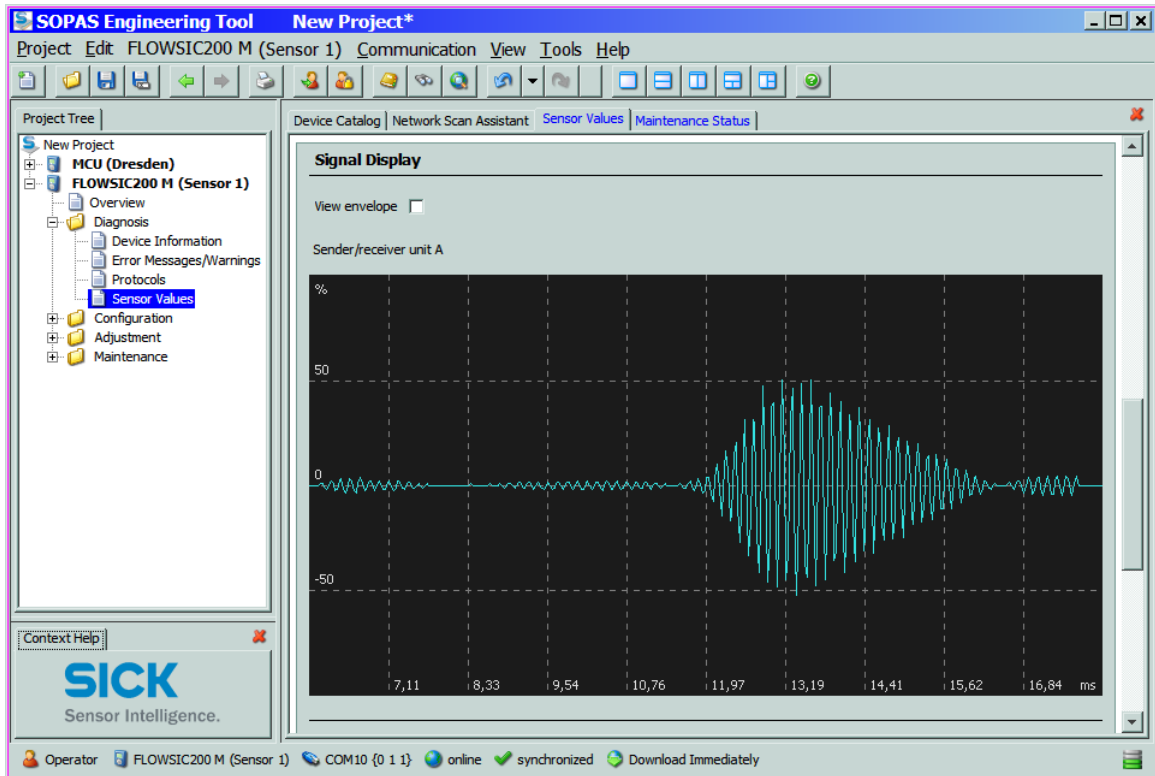 SOPAS Engineering Tool New Project*
Project Edit FLOWSIC200 M (Sensor 1) Communication View Tools Help
Project Tree
New Project
MCU (Dresden)
FLOWSIC200 M (Sensor 1)
Overview
Diagnosis
Device Information
Error Messages/Warnings
Protocols
Sensor Values
Configuration
Adjustment
Maintenance
Context Help
SICK
Sensor Intelligence.
Device Catalog Network Scan Assistant Sensor Values Maintenance Status
Signal Display
View envelope
Sender/receiver unit A
%
50
0
-50
7,11 8,33 9,54 10,76 11,97 13,19 14,41 15,62 16,84 ms
Operator FLOWSIC200 M (Sensor 1) COM10 {0 1 1} online synchronized Download Immediately